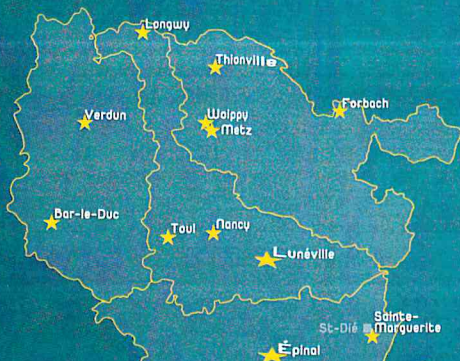 Longwy
Thionville
Forbach
Verdun
Woippy
Metz
Bar-le-Duc
Toul
Nancy
Lunéville
St-Dié
Sainte-
Marguerite
Épinal